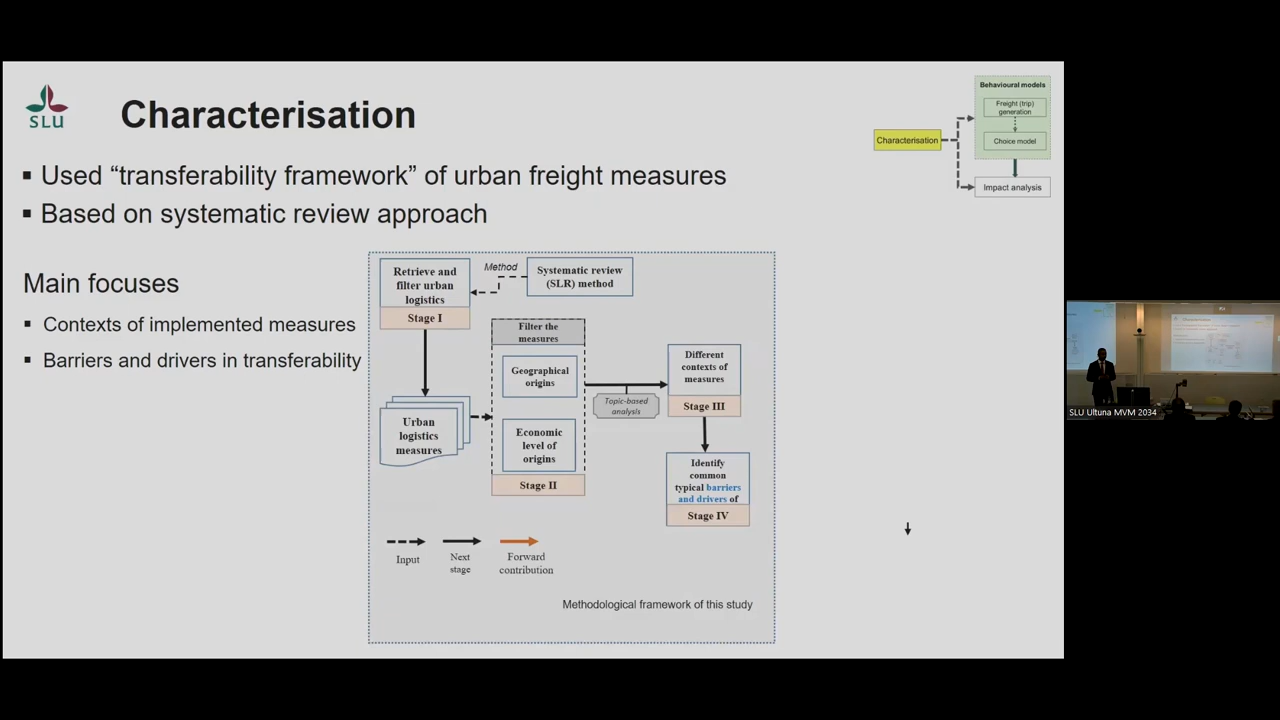 SLU
Characterisation
▪ Used “transferability framework” of urban freight measures
▪ Based on systematic review approach
Main focuses
▪ Contexts of implemented measures
▪ Barriers and drivers in transferability
Behavioural models
Freight (trip)
generation
Choice model
Characterisation
Impact analysis
Retrieve and
filter urban
logistics
Stage I
Method
Systematic review
(SLR) method
Urban
logistics
measures
Filter the
measures
Geographical
origins
Economic
level of
origins
Stage II
Topic-based
analysis
Different
contexts of
measures
Stage III
Identify
common
typical barriers
and drivers of
Stage IV
Input
Next
stage
Forward
contribution
Methodological framework of this study
SLU Ultuna MVM 2034